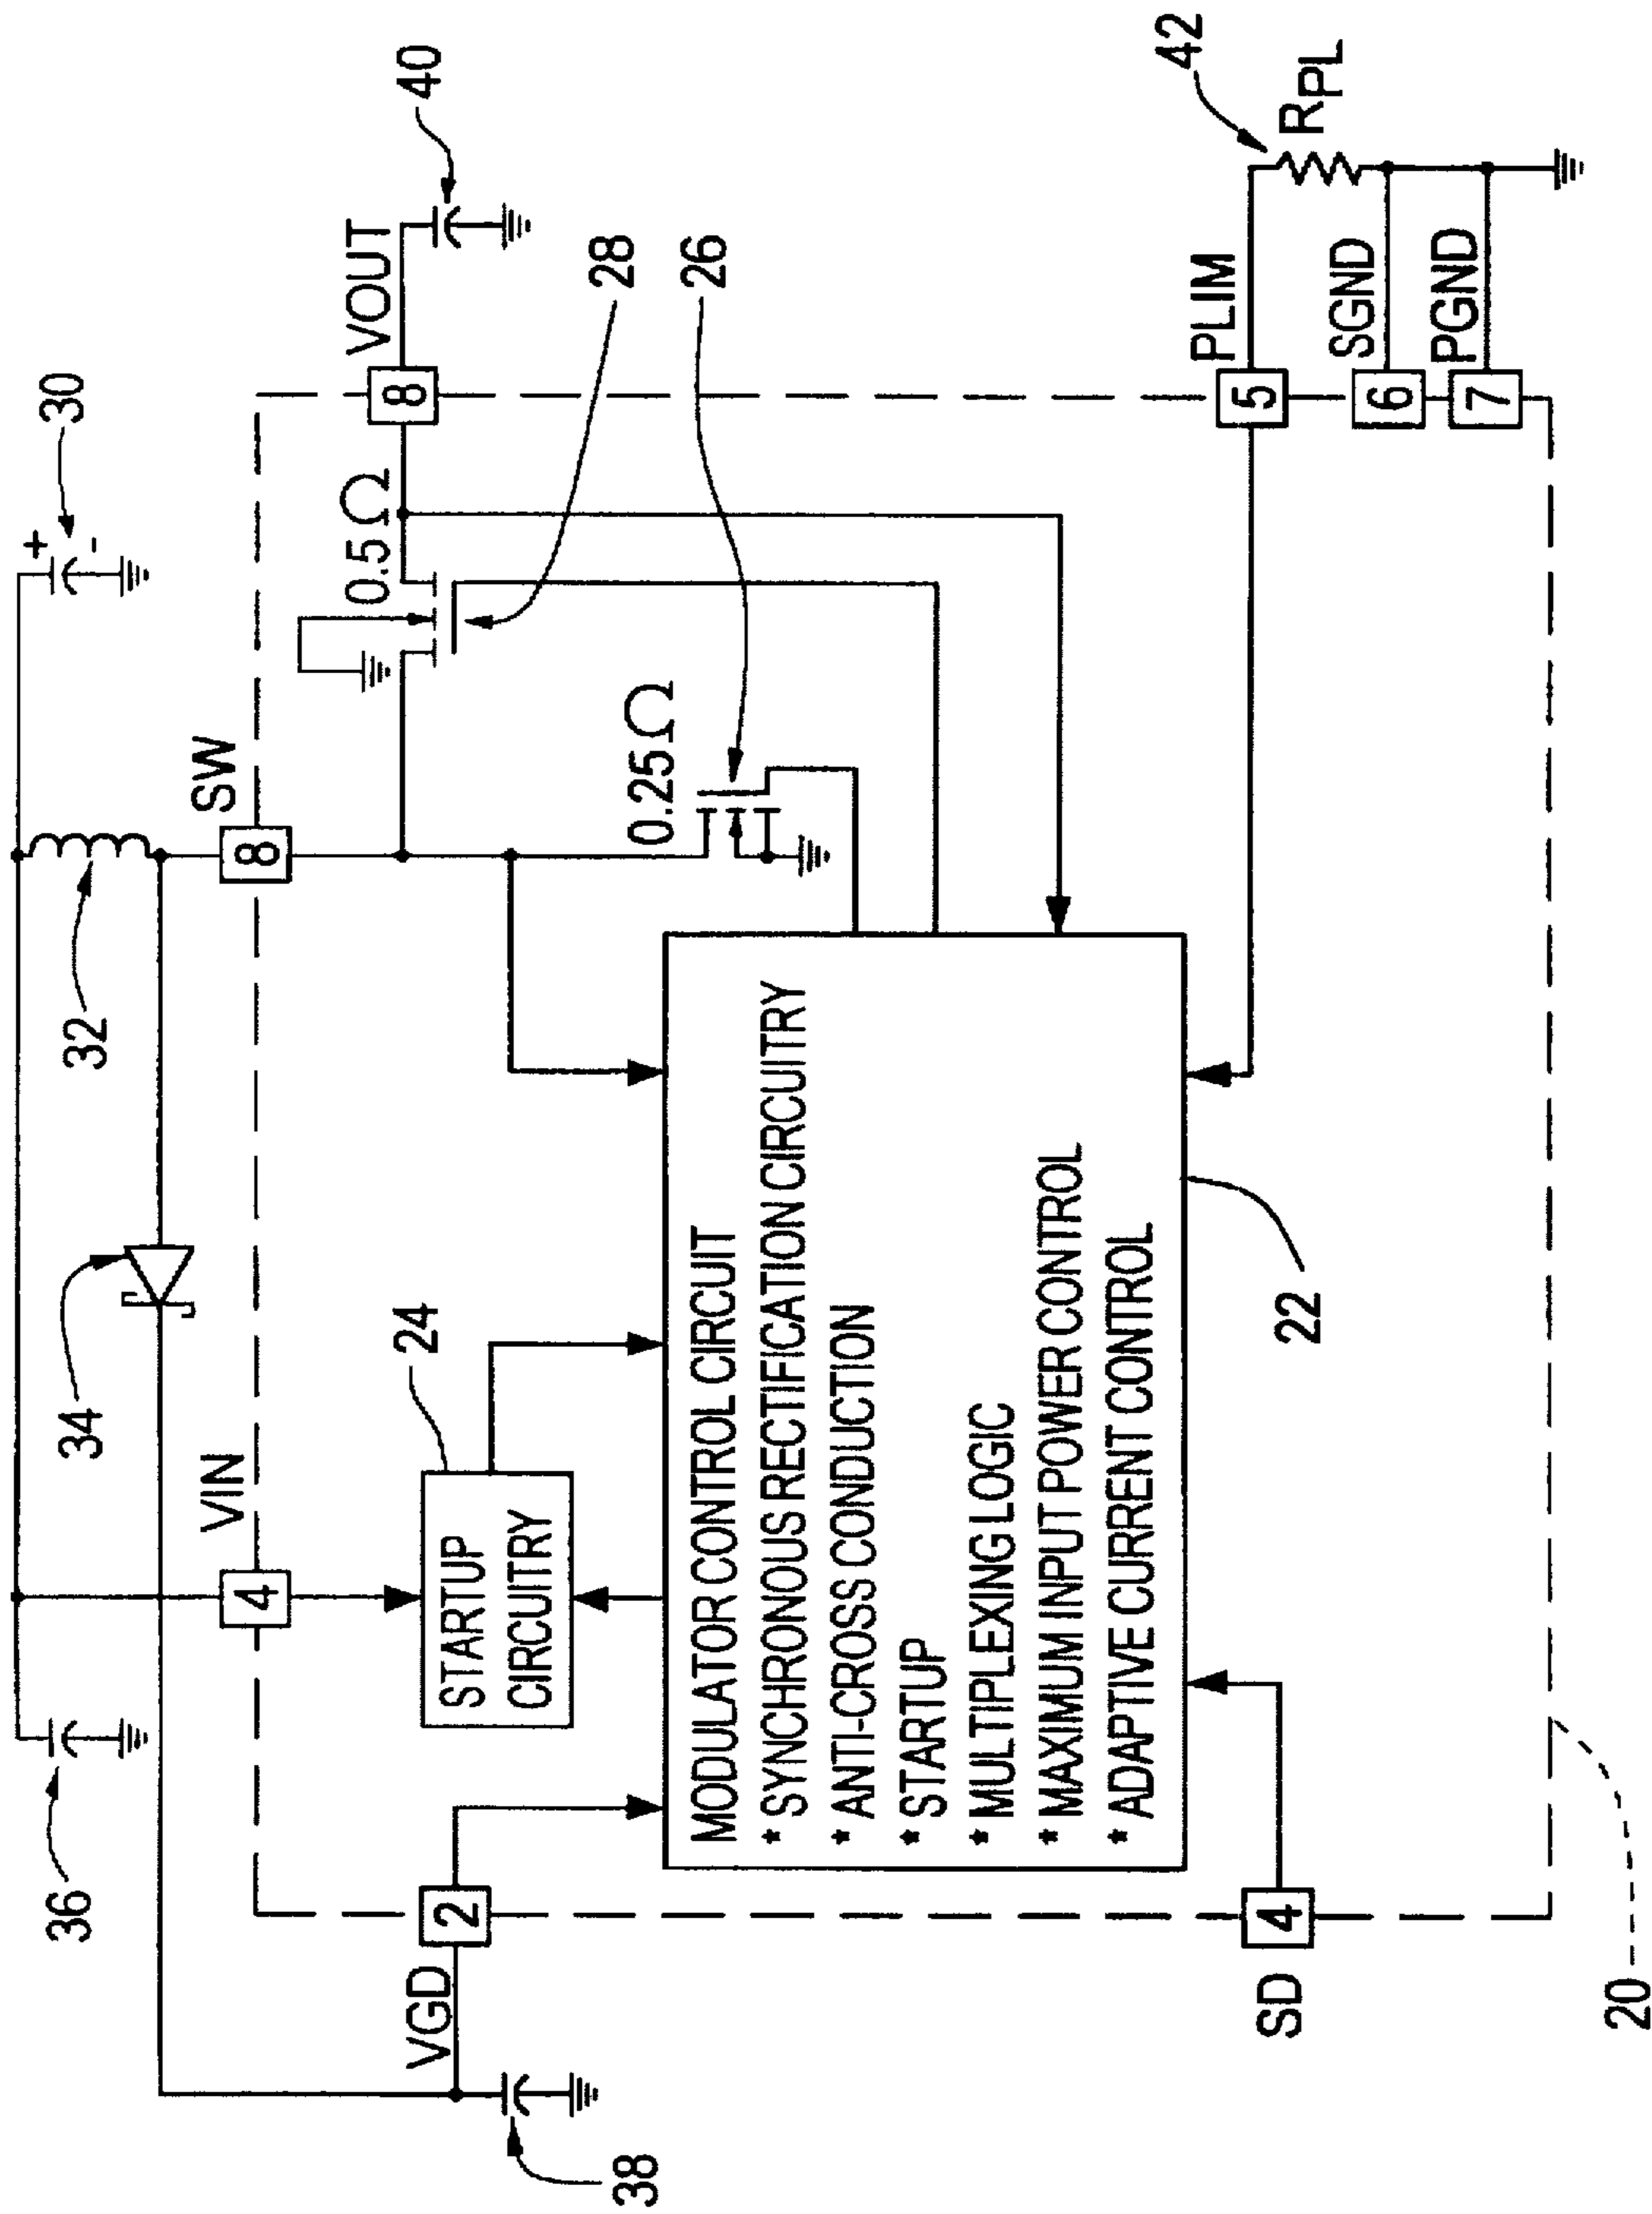 30
32
34
36
40
SW
8
VIN
4
VOUT
8
0.5 Ω
28
26
0.25 Ω
24
STARTUP
CIRCUITRY
VGD
2
38
MODULATOR CONTROL CIRCUIT
* SYNCHRONOUS RECTIFICATION CIRCUITRY
* ANTI-CROSS CONDUCTION
* STARTUP
* MULTIPLEXING LOGIC
* MAXIMUM INPUT POWER CONTROL
* ADAPTIVE CURRENT CONTROL
22
42
RPL
PLIM
5
SGND
6
PGND
7
SD
4
20
+
-